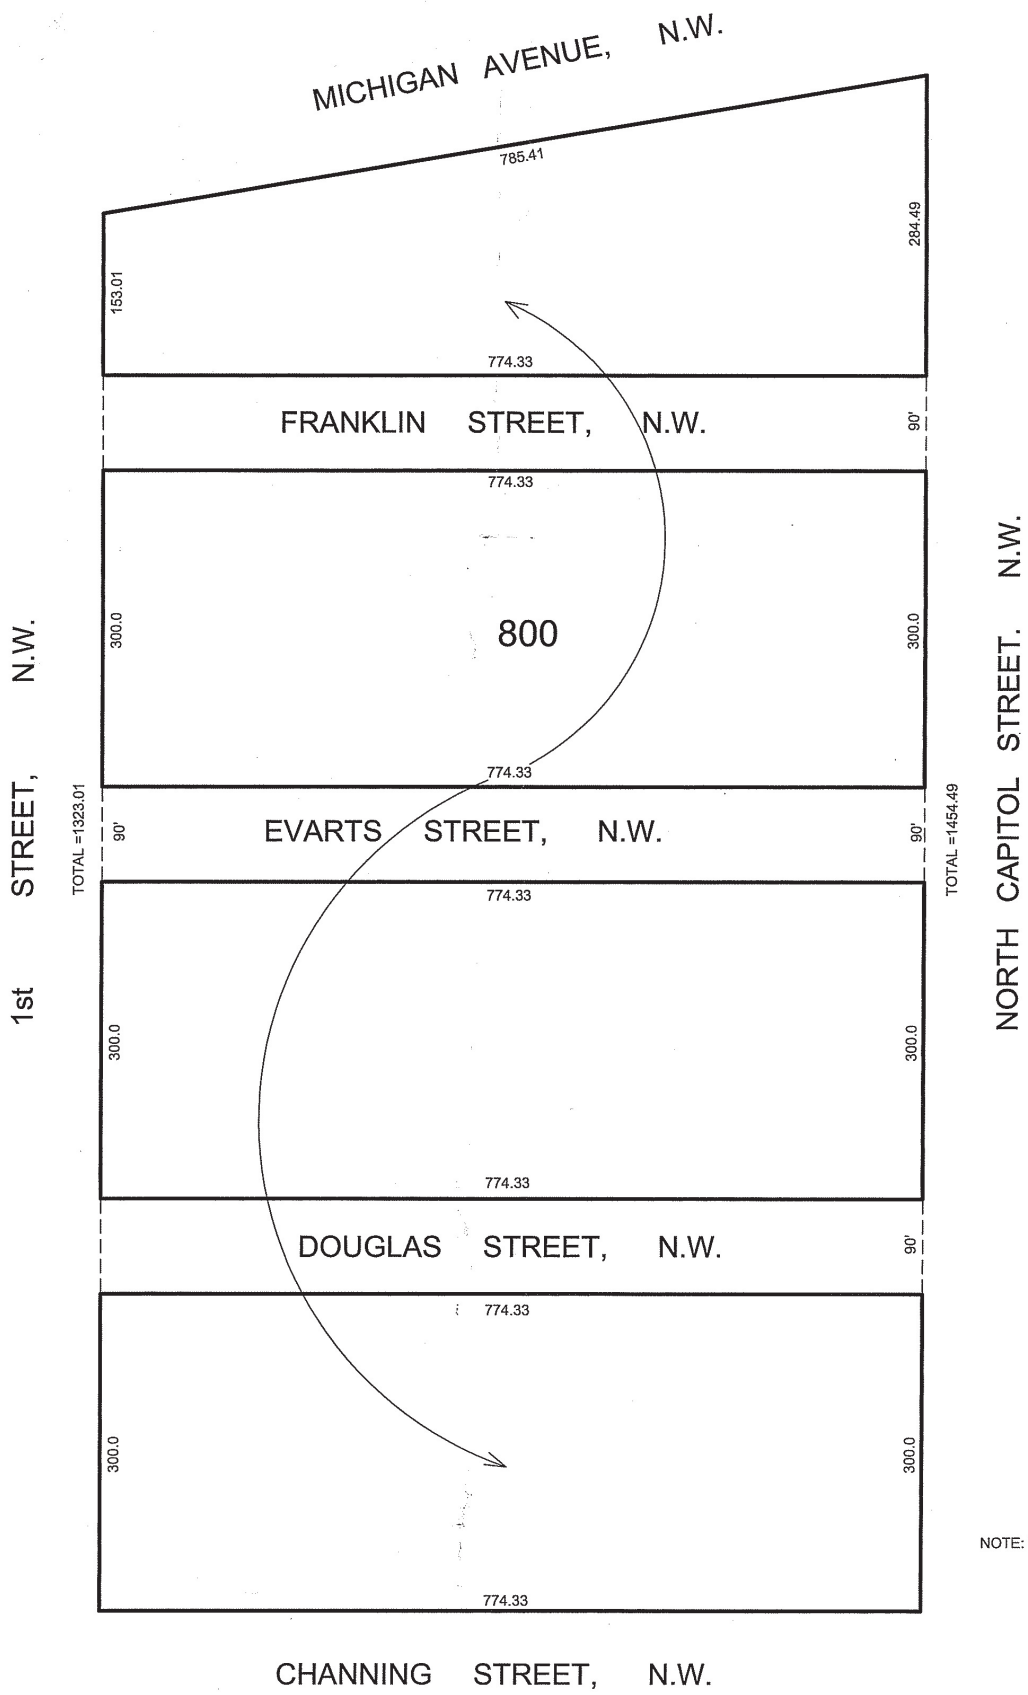 MICHIGAN AVENUE, N.W.
785.41
153.01
284.49
774.33
FRANKLIN STREET, N.W.
90'
774.33
300.0
800
300.0
774.33
1st STREET, N.W.
TOTAL =1323.01
90'
EVARTS STREET, N.W.
90'
TOTAL =1454.49
NORTH CAPITOL STREET, N.W.
774.33
300.0
300.0
774.33
DOUGLAS STREET, N.W.
90'
774.33
300.0
300.0
NOTE:
774.33
CHANNING STREET, N.W.